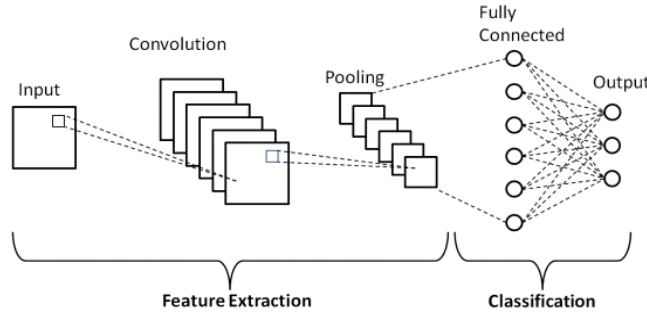 Input
Convolution
Pooling
Fully
Connected
Output
Feature Extraction
Classification